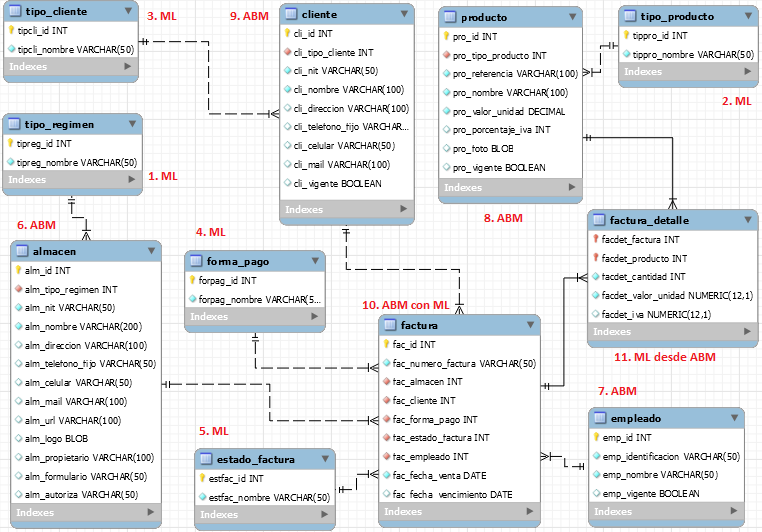 tipo_cliente
tipcli_id INT
tipcli_nombre VARCHAR(50)
Indexes
3. ML
9. ABM
cliente
cli_id INT
cli_tipo_cliente INT
cli_nit VARCHAR(50)
cli_nombre VARCHAR(100)
cli_direccion VARCHAR(100)
cli_telefono_fijo VARCHAR...
cli_celular VARCHAR(50)
cli_mail VARCHAR(100)
cli_vigente BOOLEAN
Indexes
producto
pro_id INT
pro_tipo_producto INT
pro_referencia VARCHAR(100)
pro_nombre VARCHAR(100)
pro_valor_unidad DECIMAL
pro_porcentaje_iva INT
pro_foto BLOB
pro_vigente BOOLEAN
Indexes
8. ABM
tipo_producto
tippro_id INT
tippro_nombre VARCHAR(50)
Indexes
2. ML
tipo_regimen
tipreg_id INT
tipreg_nombre VARCHAR(50)
Indexes
1. ML
6. ABM
almacen
alm_id INT
alm_tipo_regimen INT
alm_nit VARCHAR(50)
alm_nombre VARCHAR(200)
alm_direccion VARCHAR(100)
alm_telefono_fijo VARCHAR(50)
alm_celular VARCHAR(50)
alm_mail VARCHAR(100)
alm_url VARCHAR(100)
alm_logo BLOB
alm_propietario VARCHAR(100)
alm_formulario VARCHAR(50)
alm_autoriza VARCHAR(50)
Indexes
4. ML
forma_pago
forpag_id INT
forpag_nombre VARCHAR(5...
Indexes
5. ML
estado_factura
estfac_id INT
estfac_nombre VARCHAR(50)
Indexes
10. ABM con ML
factura
fac_id INT
fac_numero_factura VARCHAR(50)
fac_almacen INT
fac_cliente INT
fac_forma_pago INT
fac_estado_factura INT
fac_empleado INT
fac_fecha_venta DATE
fac_fecha_vencimiento DATE
Indexes
factura_detalle
facdet_factura INT
facdet_producto INT
facdet_cantidad INT
facdet_valor_unidad NUMERIC(12,1)
facdet_iva NUMERIC(12,1)
Indexes
11. ML desde ABM
7. ABM
empleado
emp_id INT
emp_identificacion VARCHAR(50)
emp_nombre VARCHAR(50)
emp_vigente BOOLEAN
Indexes